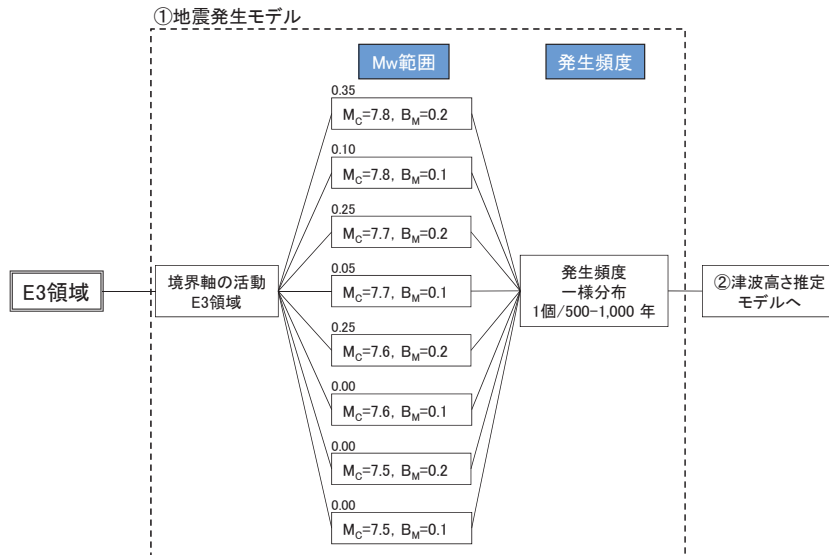 ①地震発生モデル
Mw範囲
発生頻度
0.35
M_C=7.8, B_M=0.2
0.10
M_C=7.8, B_M=0.1
0.25
M_C=7.7, B_M=0.2
0.05
M_C=7.7, B_M=0.1
0.25
M_C=7.6, B_M=0.2
0.00
M_C=7.6, B_M=0.1
0.00
M_C=7.5, B_M=0.2
0.00
M_C=7.5, B_M=0.1
E3領域
境界軸の活動
E3領域
発生頻度
一様分布
1個/500-1,000 年
②津波高さ推定
モデルへ